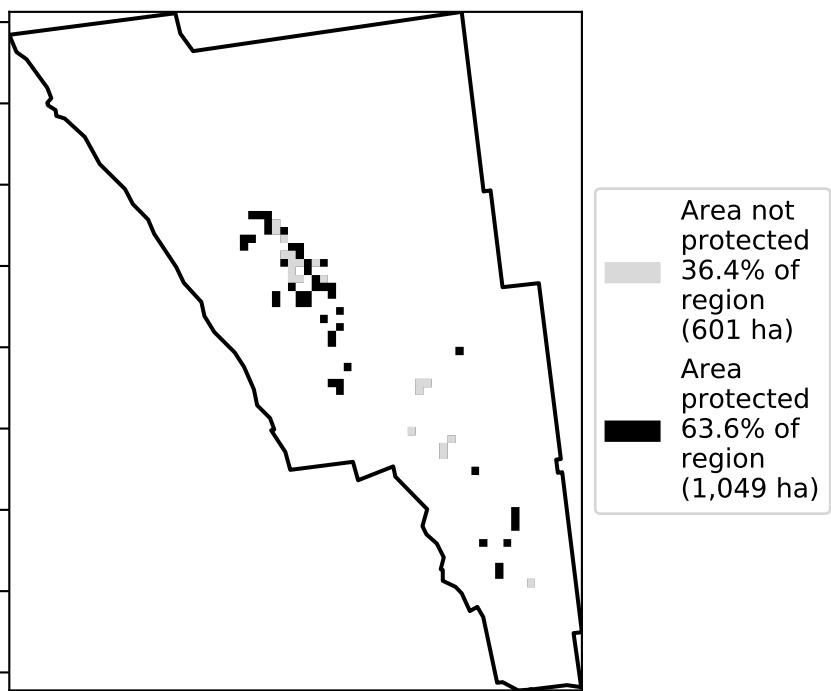 Area not
protected
36.4% of
region
(601 ha)
Area
protected
63.6% of
region
(1,049 ha)